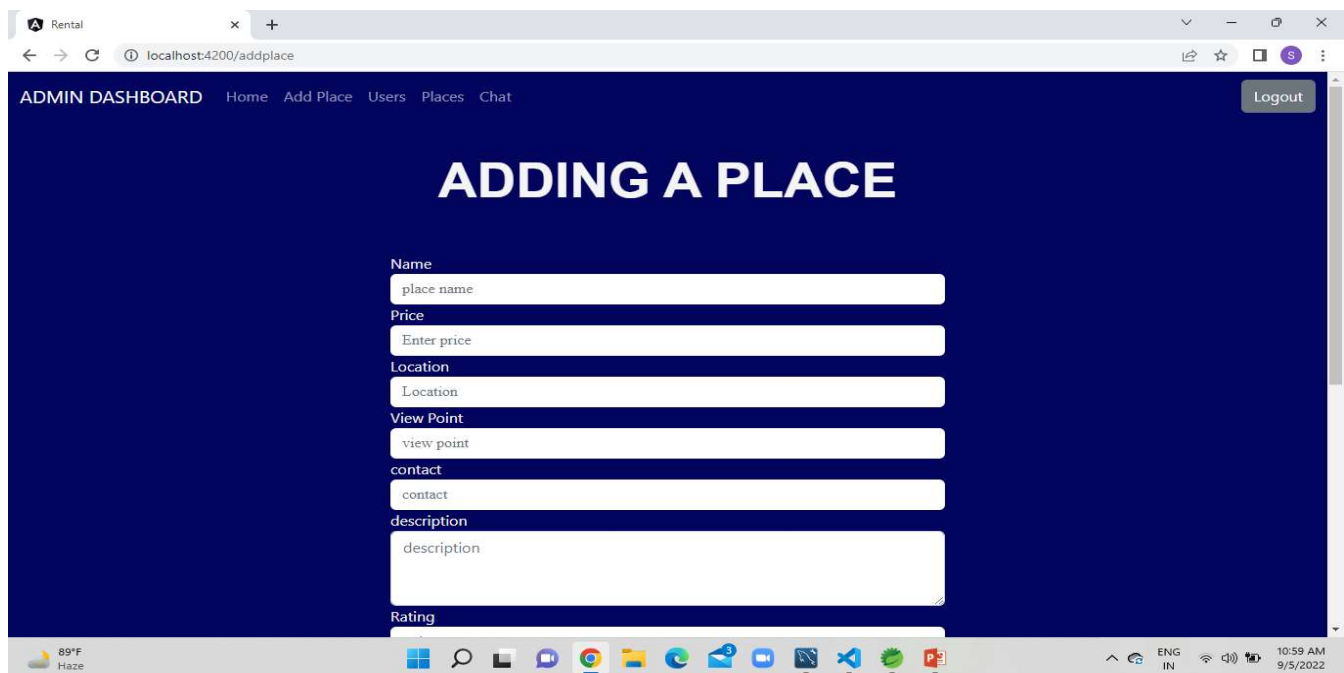 Rental
localhost:4200/addplace
S
ADMIN DASHBOARD Home Add Place Users Places Chat Logout
ADDING A PLACE
Name
place name
Price
Enter price
Location
Location
View Point
view point
contact
contact
description
description
Rating
89°F
Haze
3
ENG
IN
10:59 AM
9/5/2022